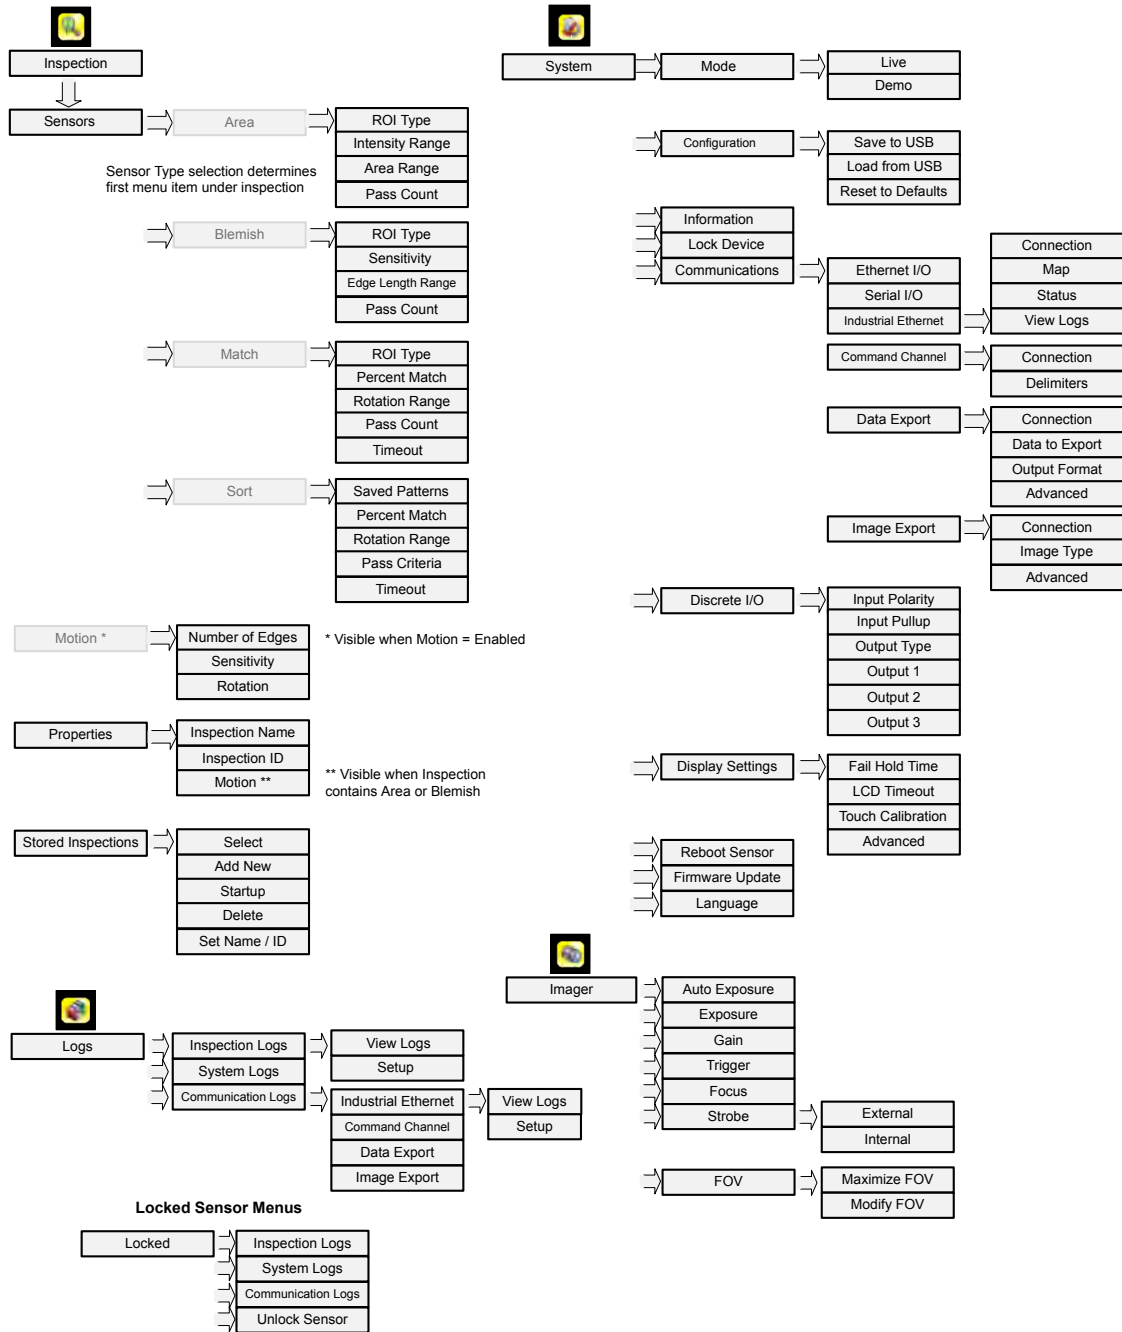 Inspection
Sensors
Area
ROI Type
Intensity Range
Area Range
Pass Count
Sensor Type selection determines
first menu item under inspection
Blemish
ROI Type
Sensitivity
Edge Length Range
Pass Count
Match
ROI Type
Percent Match
Rotation Range
Pass Count
Timeout
Sort
Saved Patterns
Percent Match
Rotation Range
Pass Criteria
Timeout
Motion *
Number of Edges
Sensitivity
Rotation
* Visible when Motion = Enabled
Properties
Inspection Name
Inspection ID
Motion **
** Visible when Inspection
contains Area or Blemish
Stored Inspections
Select
Add New
Startup
Delete
Set Name / ID
System
Mode
Live
Demo
Configuration
Save to USB
Load from USB
Reset to Defaults
Information
Lock Device
Communications
Ethernet I/O
Serial I/O
Industrial Ethernet
Connection
Map
Status
View Logs
Command Channel
Connection
Delimiters
Data Export
Connection
Data to Export
Output Format
Advanced
Image Export
Connection
Image Type
Advanced
Discrete I/O
Input Polarity
Input Pullup
Output Type
Output 1
Output 2
Output 3
Display Settings
Fail Hold Time
LCD Timeout
Touch Calibration
Advanced
Reboot Sensor
Firmware Update
Language
Logs
Inspection Logs
System Logs
Communication Logs
View Logs
Setup
Industrial Ethernet
Command Channel
Data Export
Image Export
View Logs
Setup
Imager
Auto Exposure
Exposure
Gain
Trigger
Focus
Strobe
External
Internal
FOV
Maximize FOV
Modify FOV
Locked Sensor Menus
Locked
Inspection Logs
System Logs
Communication Logs
Unlock Sensor